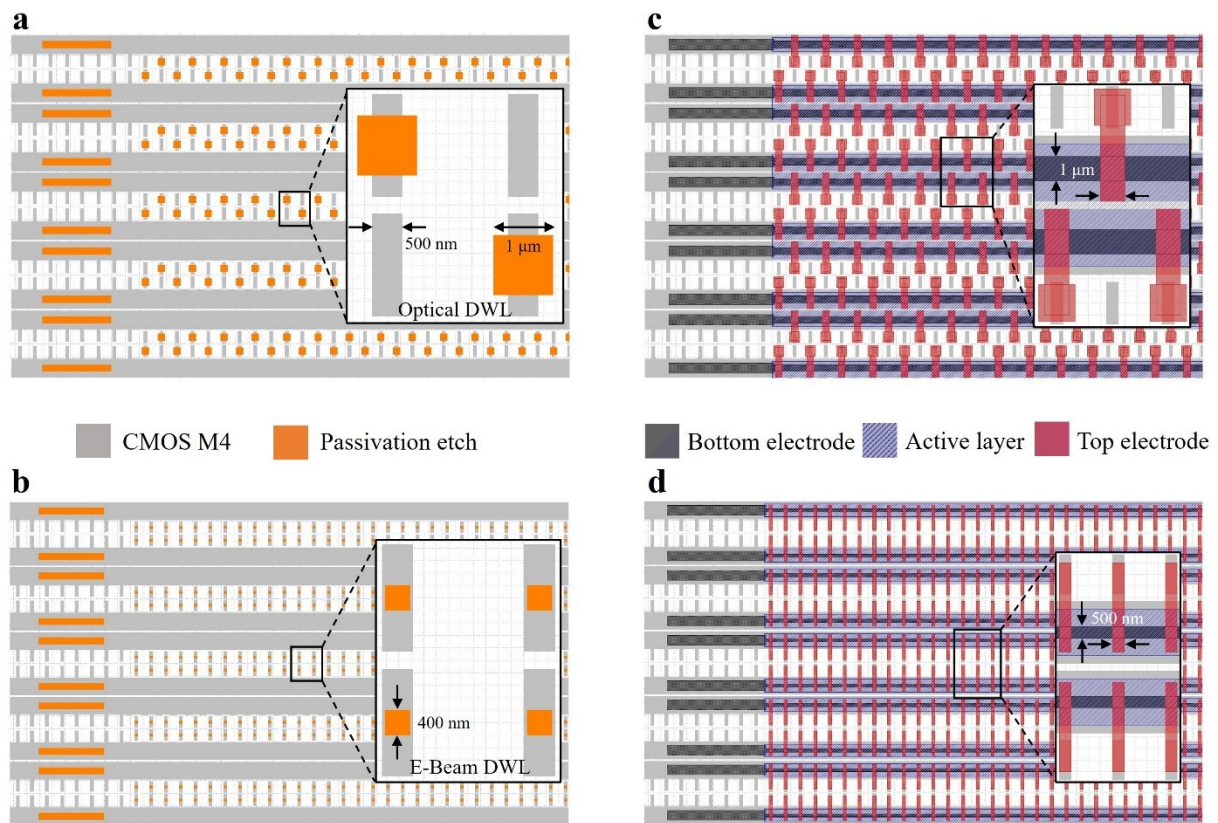 a
500 nm
1 μm
Optical DWL
c
1 μm
CMOS M4
Passivation etch
Bottom electrode
Active layer
Top electrode
b
400 nm
E-Beam DWL
d
500 nm